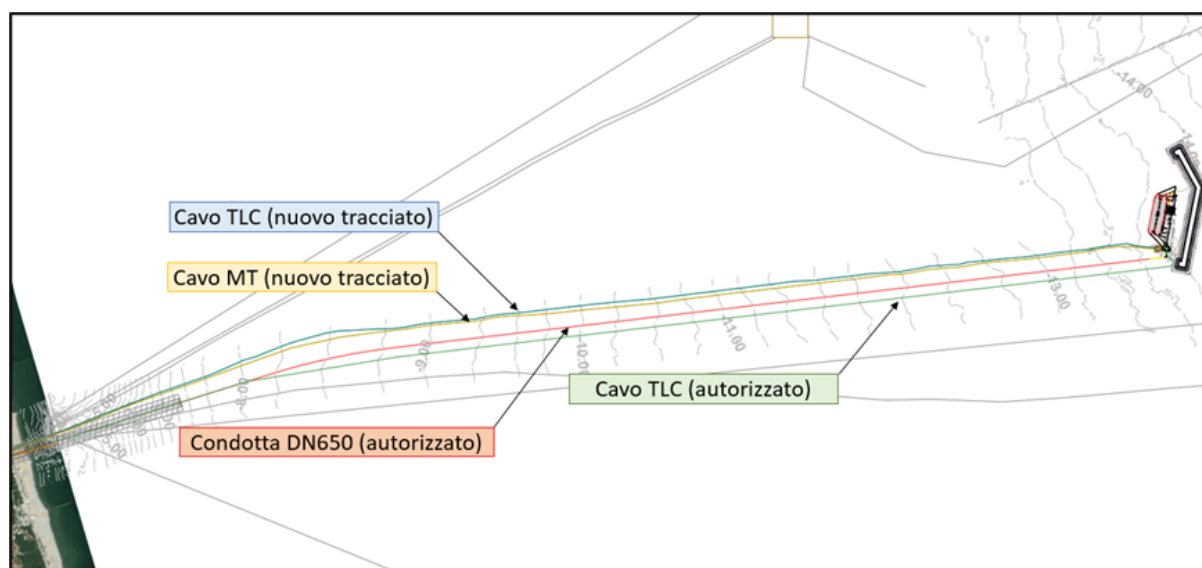 -14.00
Cavo TLC (nuovo tracciato)
Cavo MT (nuovo tracciato)
-13.00
-11.00
-9.00
-10.00
-8.00
Cavo TLC (autorizzato)
Condotta DN650 (autorizzato)